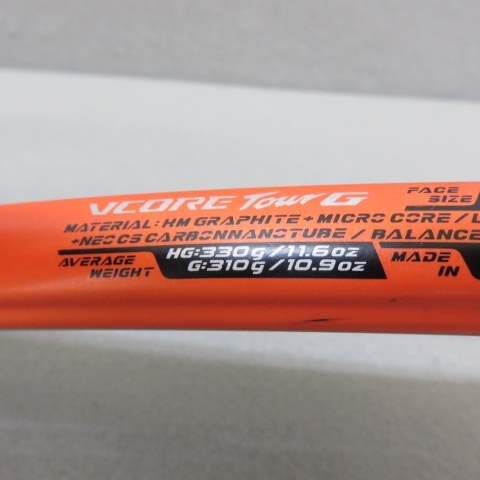 VCORE Tour G
FACE SIZE
MATERIAL: HM GRAPHITE + MICRO CORE /
+NEO CS CARBONNANOTUBE / BALANCE
AVERAGE WEIGHT
HG:330g/11.6oz
G:310g/10.9oz
MADE IN